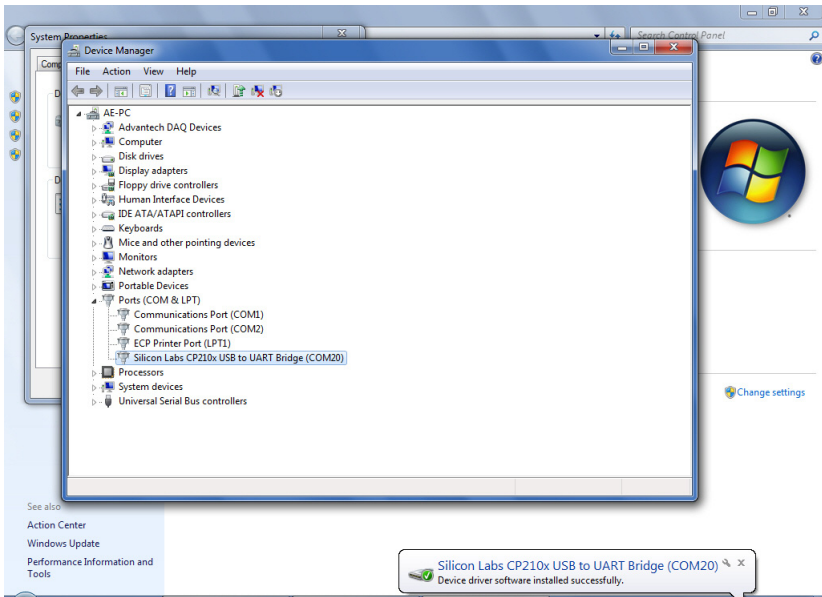 System Properties
Search Control Panel
Device Manager
Com
File Action View Help
D
D
AE-PC
Advantech DAQ Devices
Computer
Disk drives
Display adapters
Floppy drive controllers
Human Interface Devices
IDE ATA/ATAPI controllers
Keyboards
Mice and other pointing devices
Monitors
Network adapters
Portable Devices
Ports (COM & LPT)
Communications Port (COM1)
Communications Port (COM2)
ECP Printer Port (LPT1)
Silicon Labs CP210x USB to UART Bridge (COM20)
Processors
System devices
Universal Serial Bus controllers
Change settings
See also
Action Center
Windows Update
Performance Information and
Tools
Silicon Labs CP210x USB to UART Bridge (COM20)
Device driver software installed successfully.